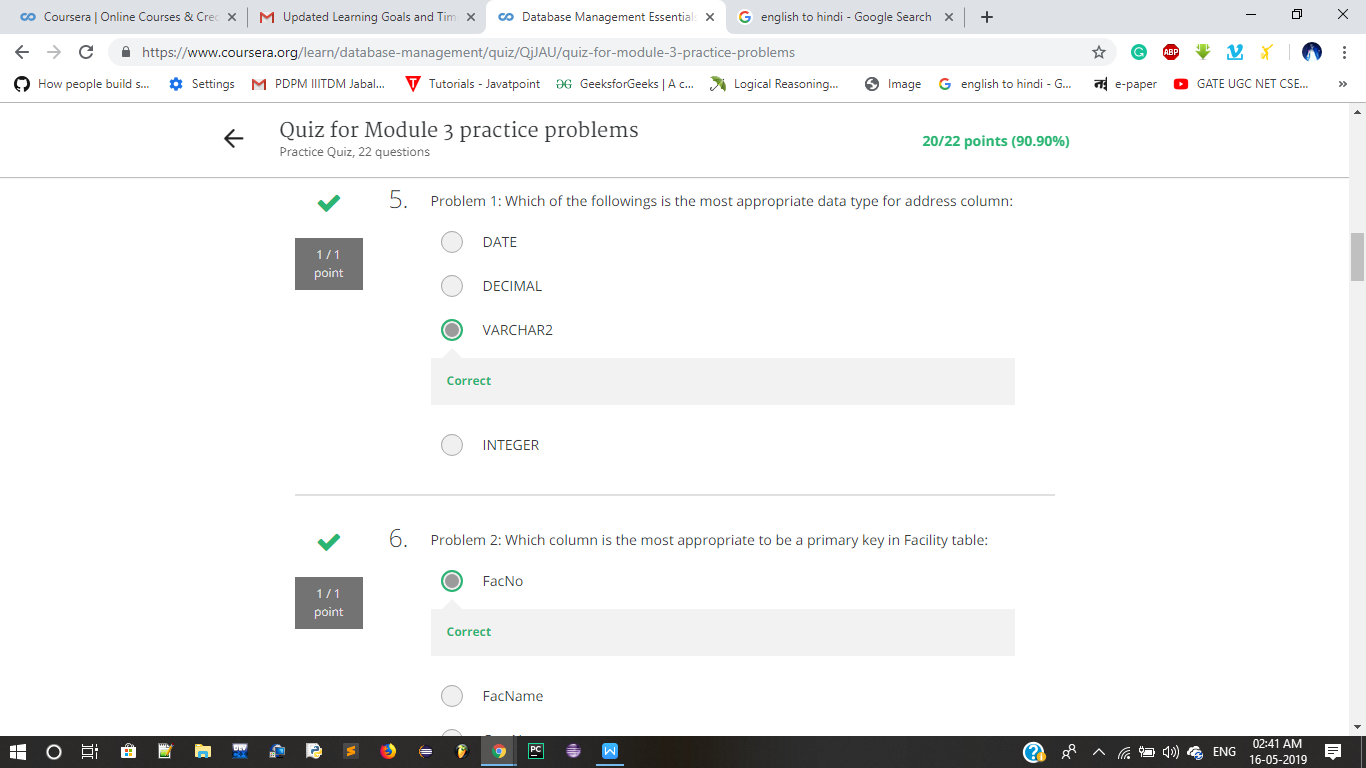 Coursera | Online Courses & Cred
Updated Learning Goals and Tim
Database Management Essentials
english to hindi - Google Search
https://www.coursera.org/learn/database-management/quiz/QjJAU/quiz-for-module-3-practice-problems
ABP
How people build s...
Settings
PDPM IIITDM Jabal...
Tutorials - Javatpoint
GeeksforGeeks | A c...
Logical Reasoning...
Image
english to hindi - G...
e-paper
GATE UGC NET CSE...
»
Quiz for Module 3 practice problems
Practice Quiz, 22 questions
20/22 points (90.90%)
5.
Problem 1: Which of the followings is the most appropriate data type for address column:
1 / 1
point
DATE
DECIMAL
VARCHAR2
Correct
INTEGER
6.
Problem 2: Which column is the most appropriate to be a primary key in Facility table:
1 / 1
point
FacNo
Correct
FacName
DEV
PC
ENG
02:41 AM
16-05-2019